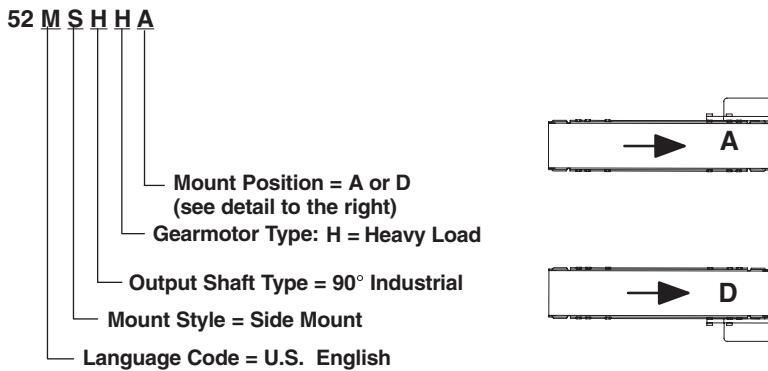 52 M S H H A
A
Mount Position = A or D
(see detail to the right)
Gearmotor Type: H = Heavy Load
Output Shaft Type = 90° Industrial
D
Mount Style = Side Mount
Language Code = U.S. English